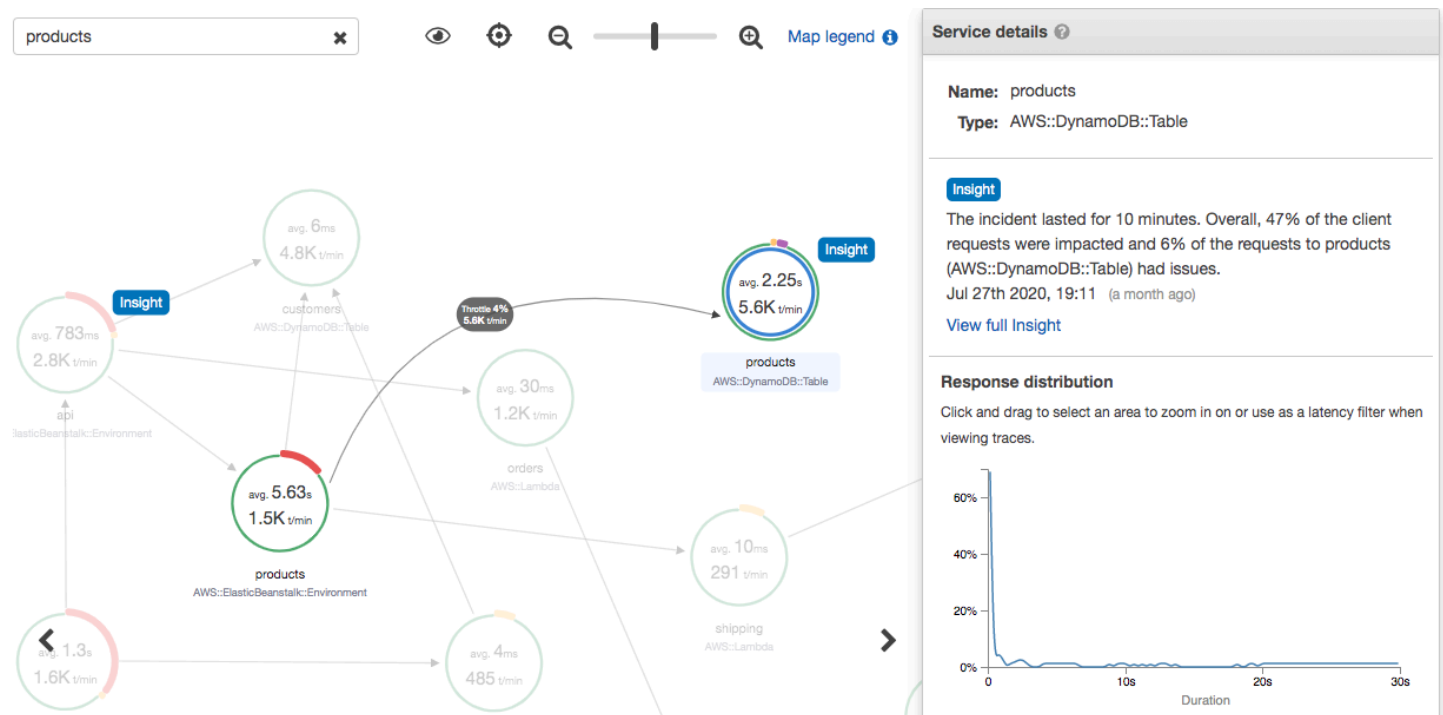 products
Map legend
Service details
Name: products
Type: AWS::DynamoDB::Table
Insight
The incident lasted for 10 minutes. Overall, 47% of the client
requests were impacted and 6% of the requests to products
(AWS::DynamoDB::Table) had issues.
Jul 27th 2020, 19:11 (a month ago)
View full Insight
Response distribution
Click and drag to select an area to zoom in on or use as a latency filter when
viewing traces.
60%
40%
20%
0%
0
10s
20s
30s
Duration
avg. 6ms
4.8K t/min
customers
AWS::DynamoDB::Table
Insight
avg. 2.25s
5.6K t/min
products
AWS::DynamoDB::Table
Insight
avg. 783ms
2.8K t/min
api
ElasticBeanstalk::Environment
Throttle 4%
5.6K t/min
avg. 30ms
1.2K t/min
orders
AWS::Lambda
avg. 5.63s
1.5K t/min
products
AWS::ElasticBeanstalk::Environment
avg. 10ms
291 t/min
shipping
AWS::Lambda
avg. 1.3s
1.6K t/min
avg. 4ms
485 t/min